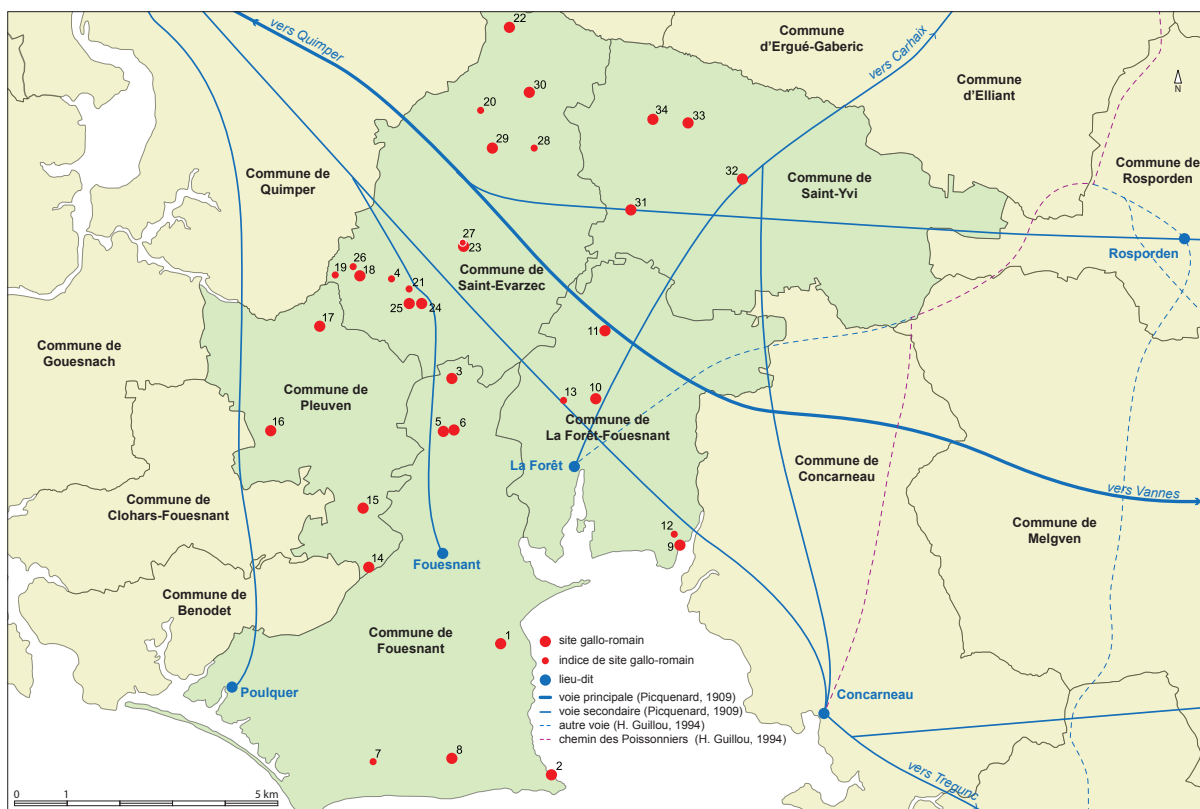 22
Commune
d'Ergué-Gaberic
vers Quimper
vers Carhaix
N
Commune
d'Elliant
30
20
34
33
29
28
Commune de
Quimper
Commune de
Rosporden
32
Commune de
Saint-Yvi
31
27
23
Rosporden
26
19
18
4
21
Commune de
Saint-Evarzec
25
24
17
11
Commune de
Gouesnach
3
Commune de
Pleuven
13
10
16
5
6
Commune de
La Forêt-Fouesnant
La Forêt
Commune de
Concarneau
vers Vannes
Commune de
Clohars-Fouesnant
15
12
9
Commune de
Melgven
14
Fouesnant
Commune de
Benodet
Commune de
Fouesnant
1
site gallo-romain
indice de site gallo-romain
lieu-dit
voie principale (Picquenard, 1909)
voie secondaire (Picquenard, 1909)
autre voie (H. Guillou, 1994)
chemin des Poissonniers (H. Guillou, 1994)
Poulquer
Concarneau
7
8
2
vers Tregunc
0 1 5 km